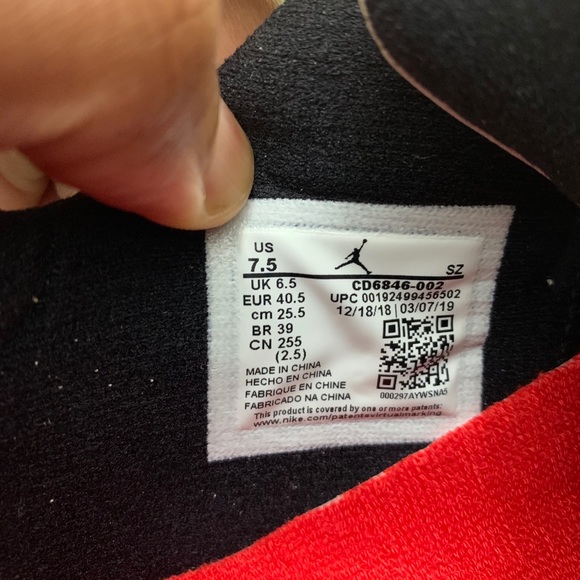 US
7.5
SZ
UK 6.5
CD6846-002
EUR 40.5
UPC 00192499456502
cm 25.5
12/18/18 | 03/07/19
BR 39
CN 255
(2.5)
MADE IN CHINA
HECHO EN CHINA
FABRIQUE EN CHINE
FABRICADO NA CHINA
000297AYWSNA5
This product is covered by one or more patents:
www.nike.com/patentsvirtualmarking